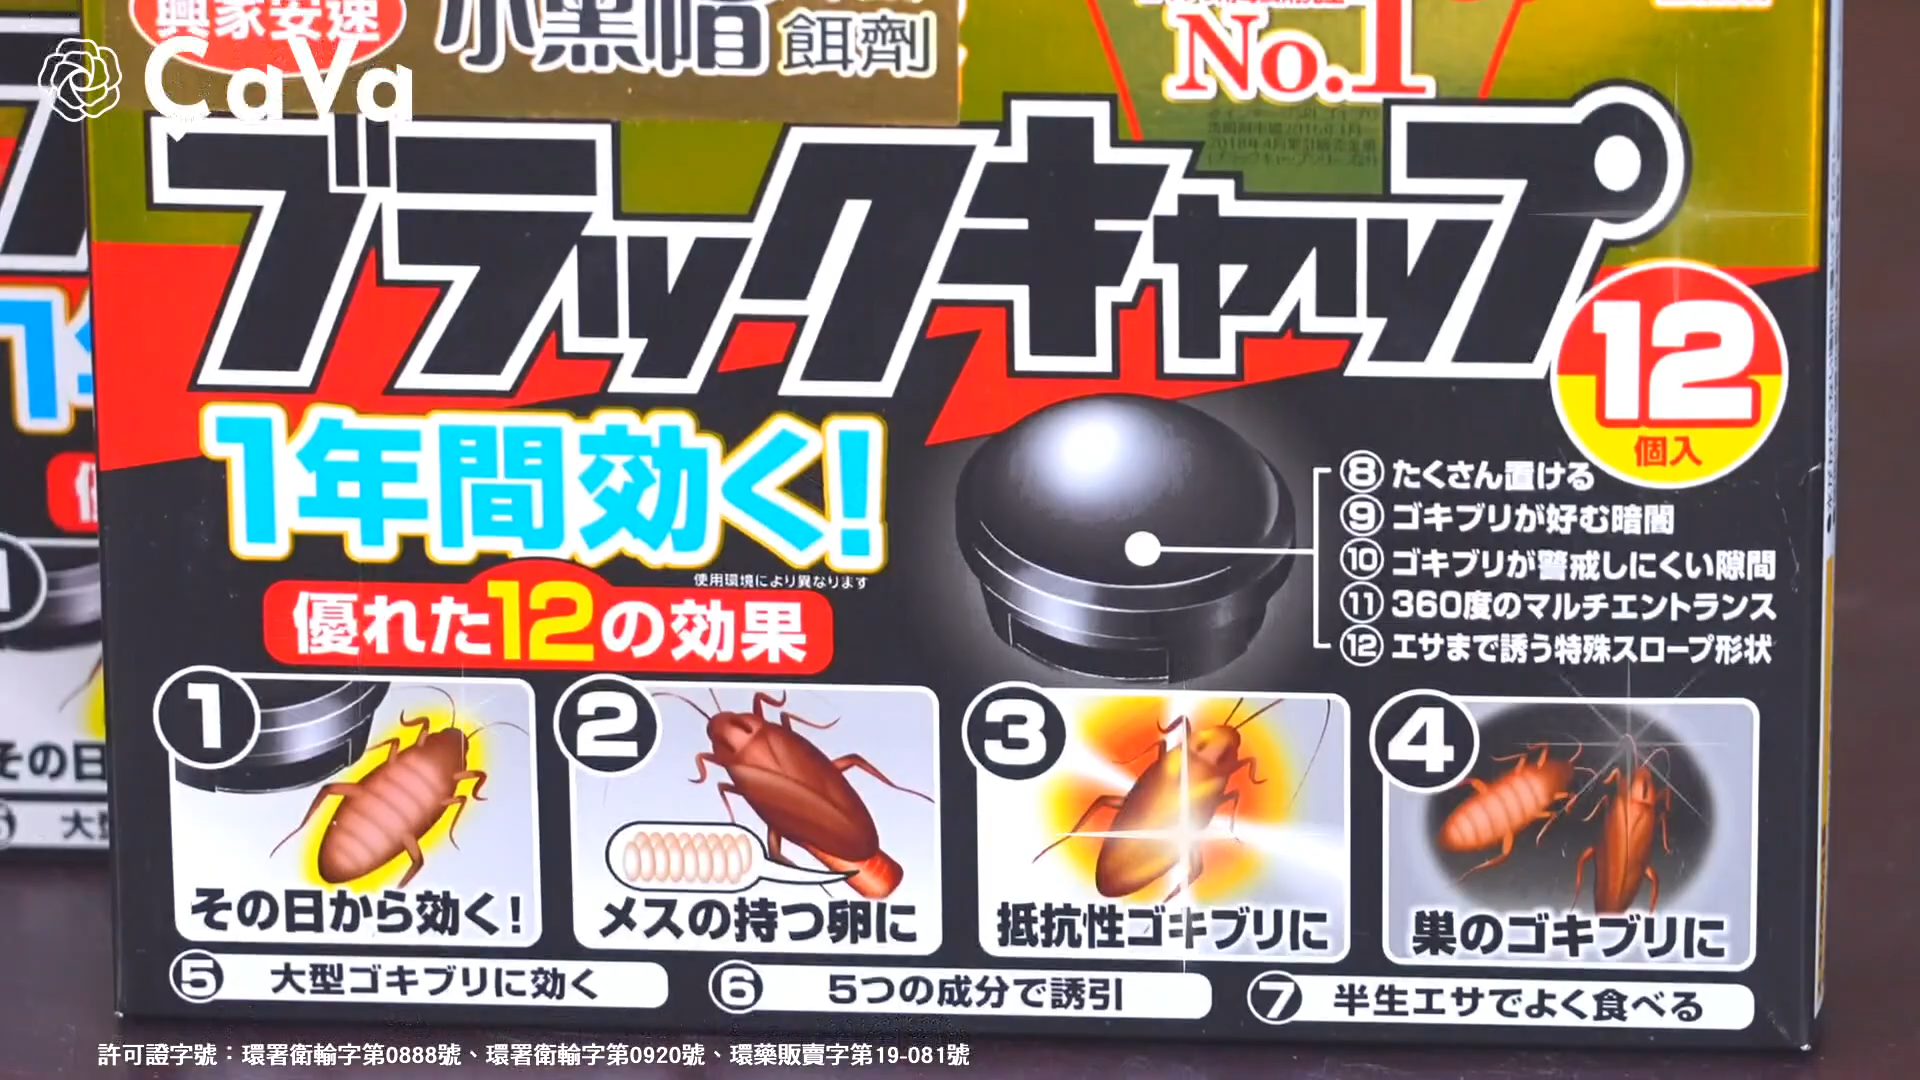 興家安速
小黑帽 餌劑
No.1
CaVa
ブラックキャップ
12
個入
1年間効く!
使用環境により異なります
優れた12の効果
⑧ たくさん置ける
⑨ ゴキブリが好む暗闇
⑩ ゴキブリが警戒しにくい隙間
⑪ 360度のマルチエントランス
⑫ エサまで誘う特殊スロープ形状
1 その日から効く!
2 メスの持つ卵に
3 抵抗性ゴキブリに
4 巣のゴキブリに
⑤ 大型ゴキブリに効く
⑥ 5つの成分で誘引
⑦ 半生エサでよく食べる
その日
大型
許可證字號：環署衛輸字第0888號、環署衛輸字第0920號、環藥販賣字第19-081號